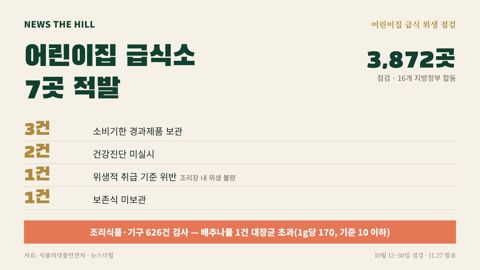 NEWS THE HILL
어린이집 급식 위생 점검
어린이집 급식소
7곳 적발
3,872곳
점검 · 16개 지방정부 합동
3건 소비기한 경과제품 보관
2건 건강진단 미실시
1건 위생적 취급 기준 위반 조리장 내 위생 불량
1건 보존식 미보관
조리식품·기구 626건 검사 — 배추나물 1건 대장균 초과(1g당 170, 기준 10 이하)
자료: 식품의약품안전처 · 뉴스더힐
10월 12~30일 점검 · 11.27 발표